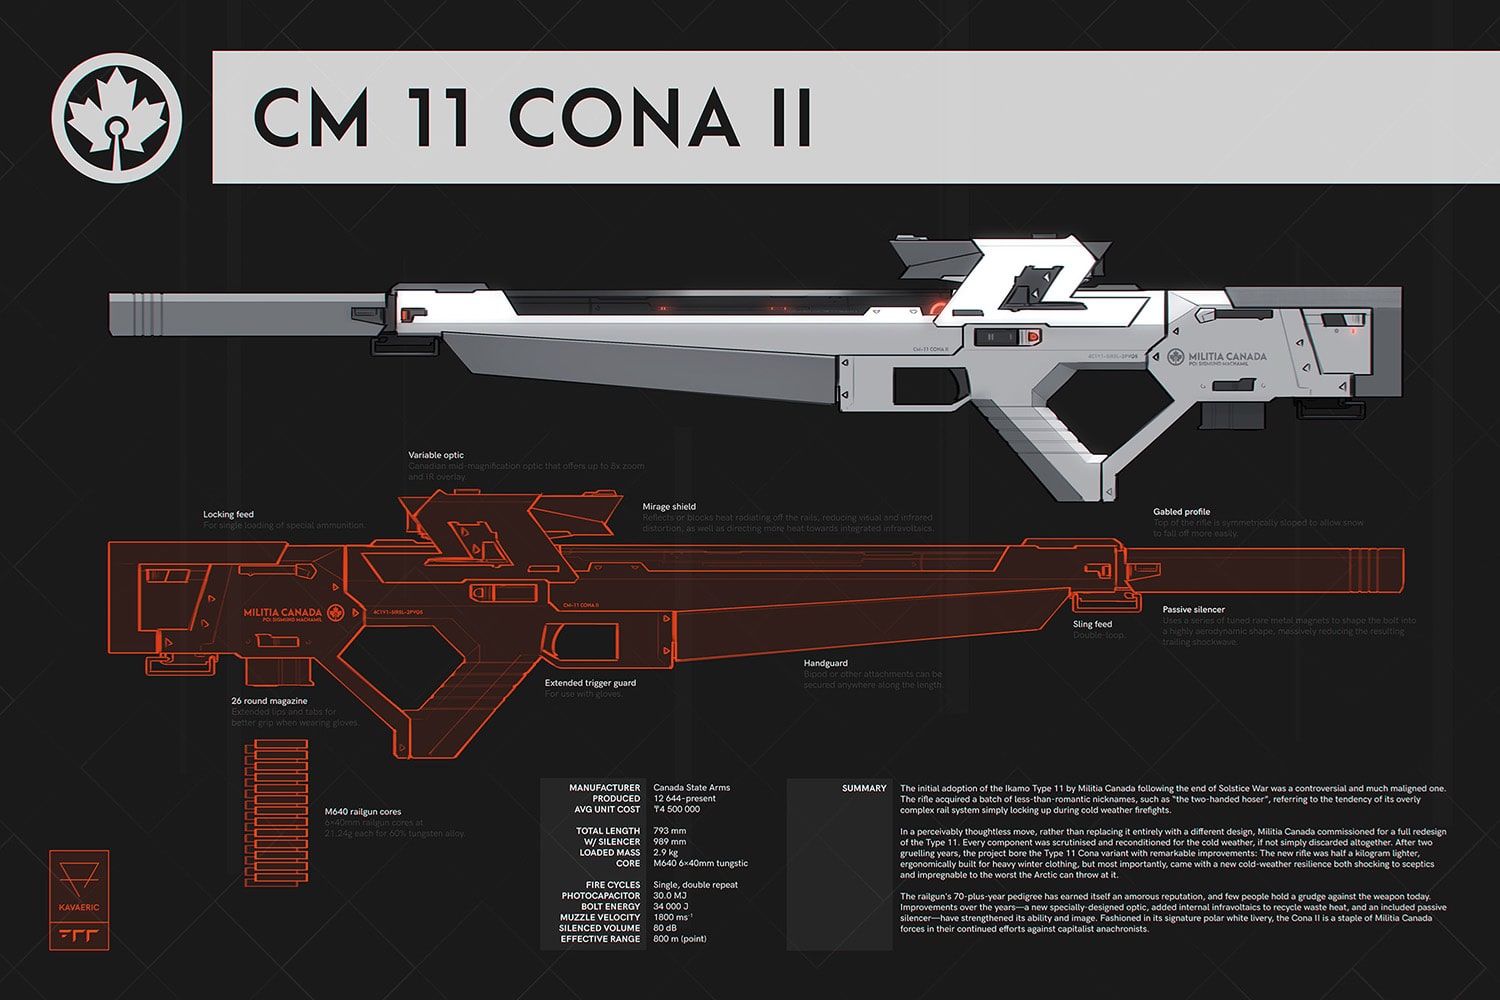 CM 11 CONA II
CM-11 CONA II
4C1Y1-SI98L-2PYQ5
MILITIA CANADA
POI SIGMUND MACHAMIL
Variable optic
Canadian mid-magnification optic that offers up to 8x zoom
and IR overlay.
Locking feed
For single loading of special ammunition.
Mirage shield
Reflects or blocks heat radiating off the rails, reducing visual and infrared
distortion, as well as directing more heat towards integrated infravoltaics.
Gabled profile
Top of the rifle is symmetrically sloped to allow snow
to fall off more easily.
MILITIA CANADA
POI SIGMUND MACHAMIL
4C1Y1-SI98L-2PYQ5
CM-11 CONA II
Passive silencer
Uses a series of tuned rare metal magnets to shape the bolt into
a highly aerodynamic shape, massively reducing the resulting
trailing shockwave.
Sling feed
Double-loop.
Handguard
Bipod or other attachments can be
secured anywhere along the length.
Extended trigger guard
For use with gloves.
26 round magazine
Extended lips and tabs for
better grip when wearing gloves.
M640 railgun cores
6×40mm railgun cores at
21.24g each for 60% tungsten alloy.
KAVAERIC
MANUFACTURER Canada State Arms
PRODUCED 12 644–present
AVG UNIT COST ₸4 500 000
TOTAL LENGTH 793 mm
W/ SILENCER 989 mm
LOADED MASS 2.9 kg
CORE M640 6×40mm tungstic
FIRE CYCLES Single, double repeat
PHOTOCAPACITOR 30.0 MJ
BOLT ENERGY 34 000 J
MUZZLE VELOCITY 1800 ms⁻¹
SILENCED VOLUME 80 dB
EFFECTIVE RANGE 800 m (point)
SUMMARY
The initial adoption of the Ikamo Type 11 by Militia Canada following the end of Solstice War was a controversial and much maligned one.
The rifle acquired a batch of less-than-romantic nicknames, such as “the two-handed hoser”, referring to the tendency of its overly
complex rail system simply locking up during cold weather firefights.
In a perceivably thoughtless move, rather than replacing it entirely with a different design, Militia Canada commissioned for a full redesign
of the Type 11. Every component was scrutinised and reconditioned for the cold weather, if not simply discarded altogether. After two
gruelling years, the project bore the Type 11 Cona variant with remarkable improvements: The new rifle was half a kilogram lighter,
ergonomically built for heavy winter clothing, but most importantly, came with a new cold-weather resilience both shocking to sceptics
and impregnable to the worst the Arctic can throw at it.
The railgun's 70-plus-year pedigree has earned itself an amorous reputation, and few people hold a grudge against the weapon today.
Improvements over the years—a new specially-designed optic, added internal infravoltaics to recycle waste heat, and an included passive
silencer—have strengthened its ability and image. Fashioned in its signature polar white livery, the Cona II is a staple of Militia Canada
forces in their continued efforts against capitalist anachronists.